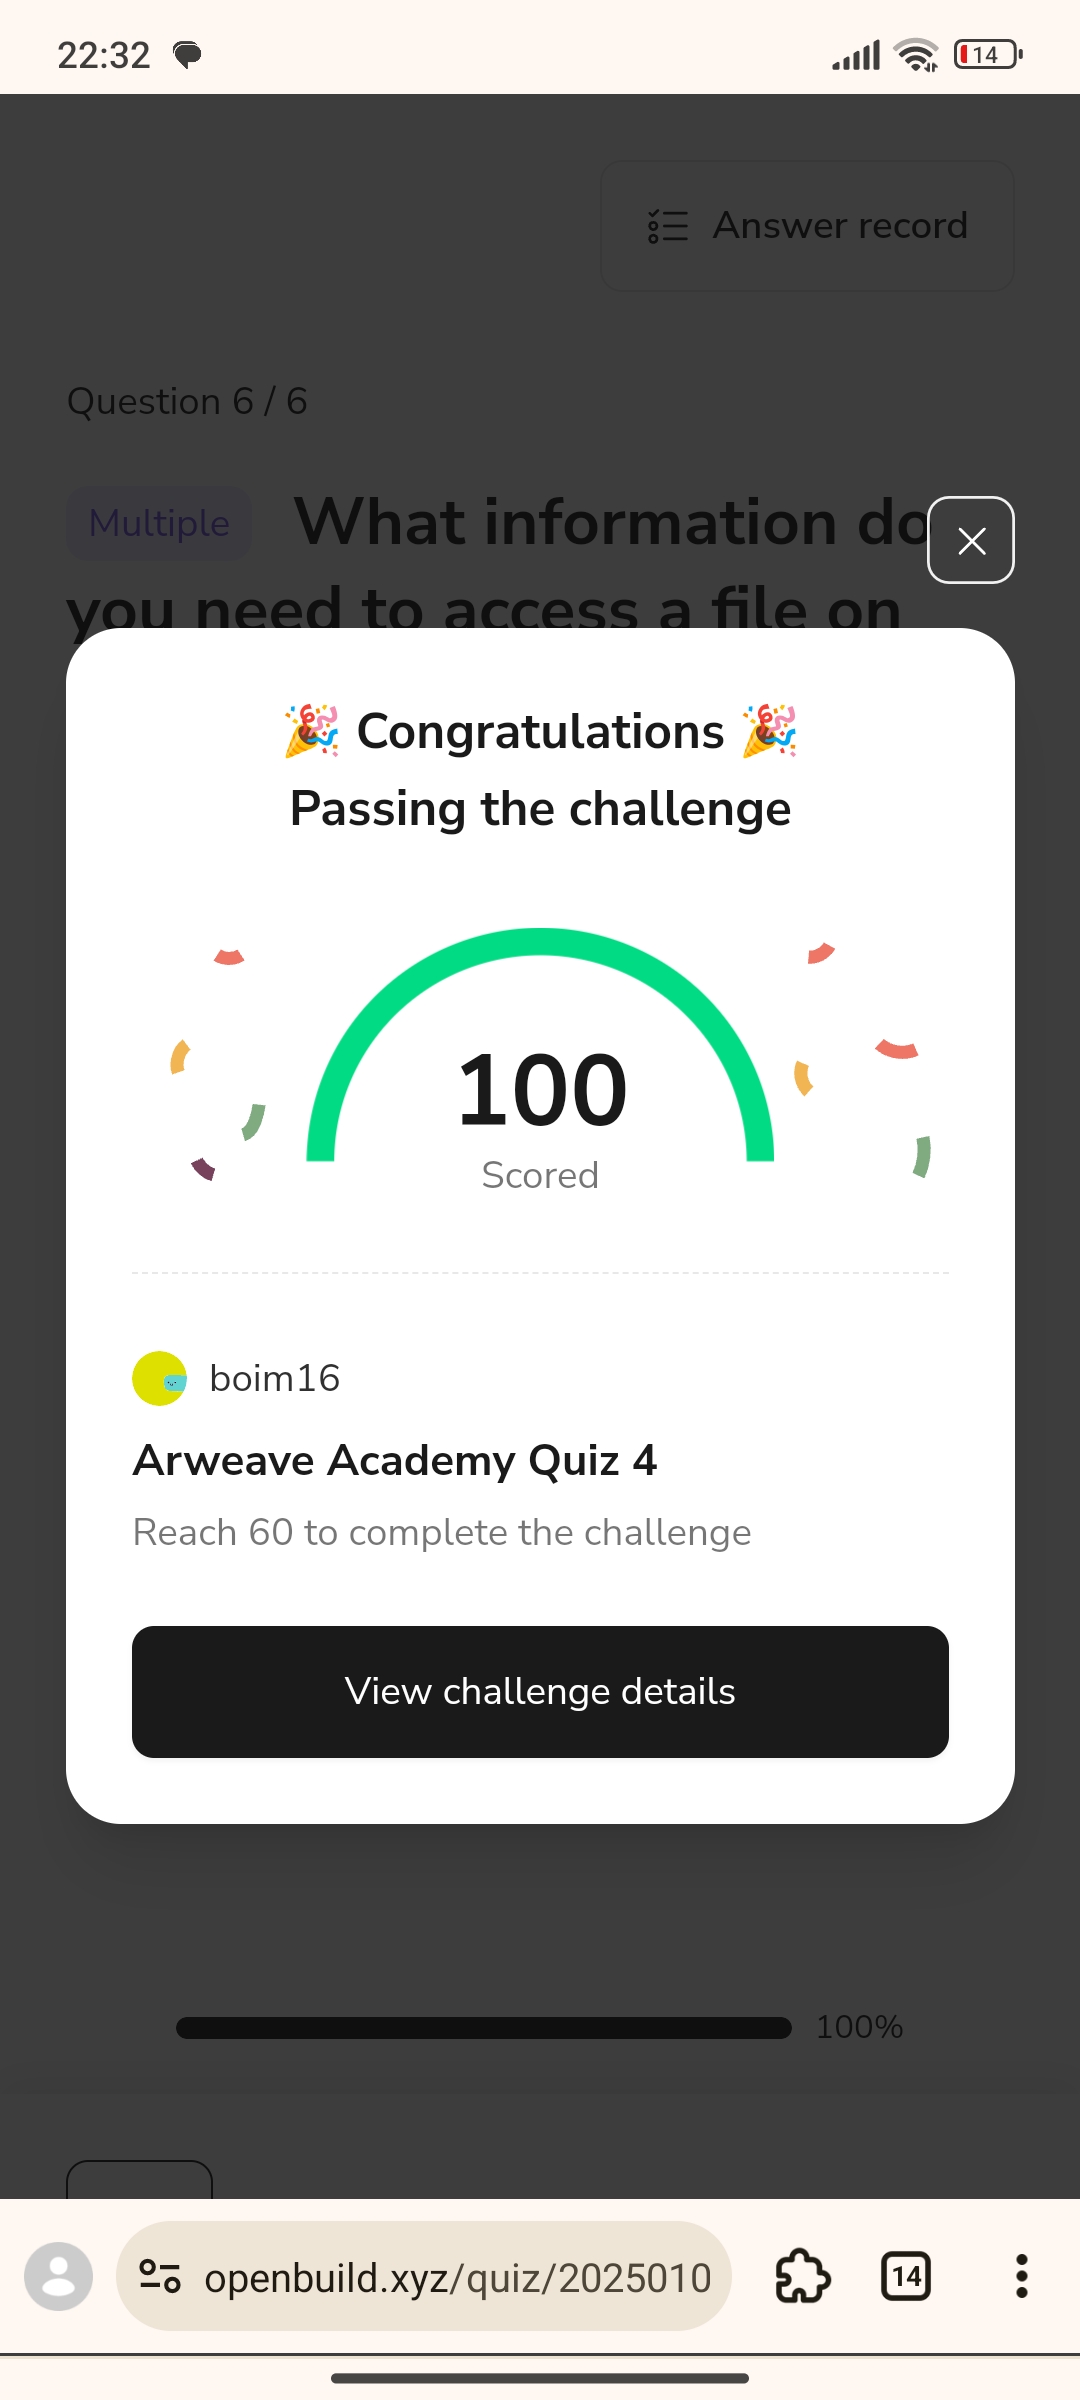 22:32
14
Answer record
Question 6 / 6
Multiple What information do
you need to access a file on
🎉 Congratulations 🎉
Passing the challenge
100
Scored
boim16
Arweave Academy Quiz 4
Reach 60 to complete the challenge
View challenge details
100%
openbuild.xyz/quiz/2025010
14